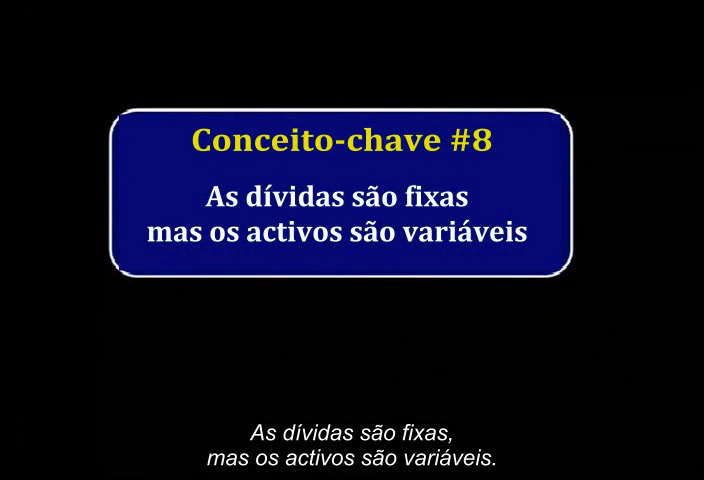 Conceito-chave #8
As dívidas são fixas
mas os activos são variáveis
As dívidas são fixas,
mas os activos são variáveis.